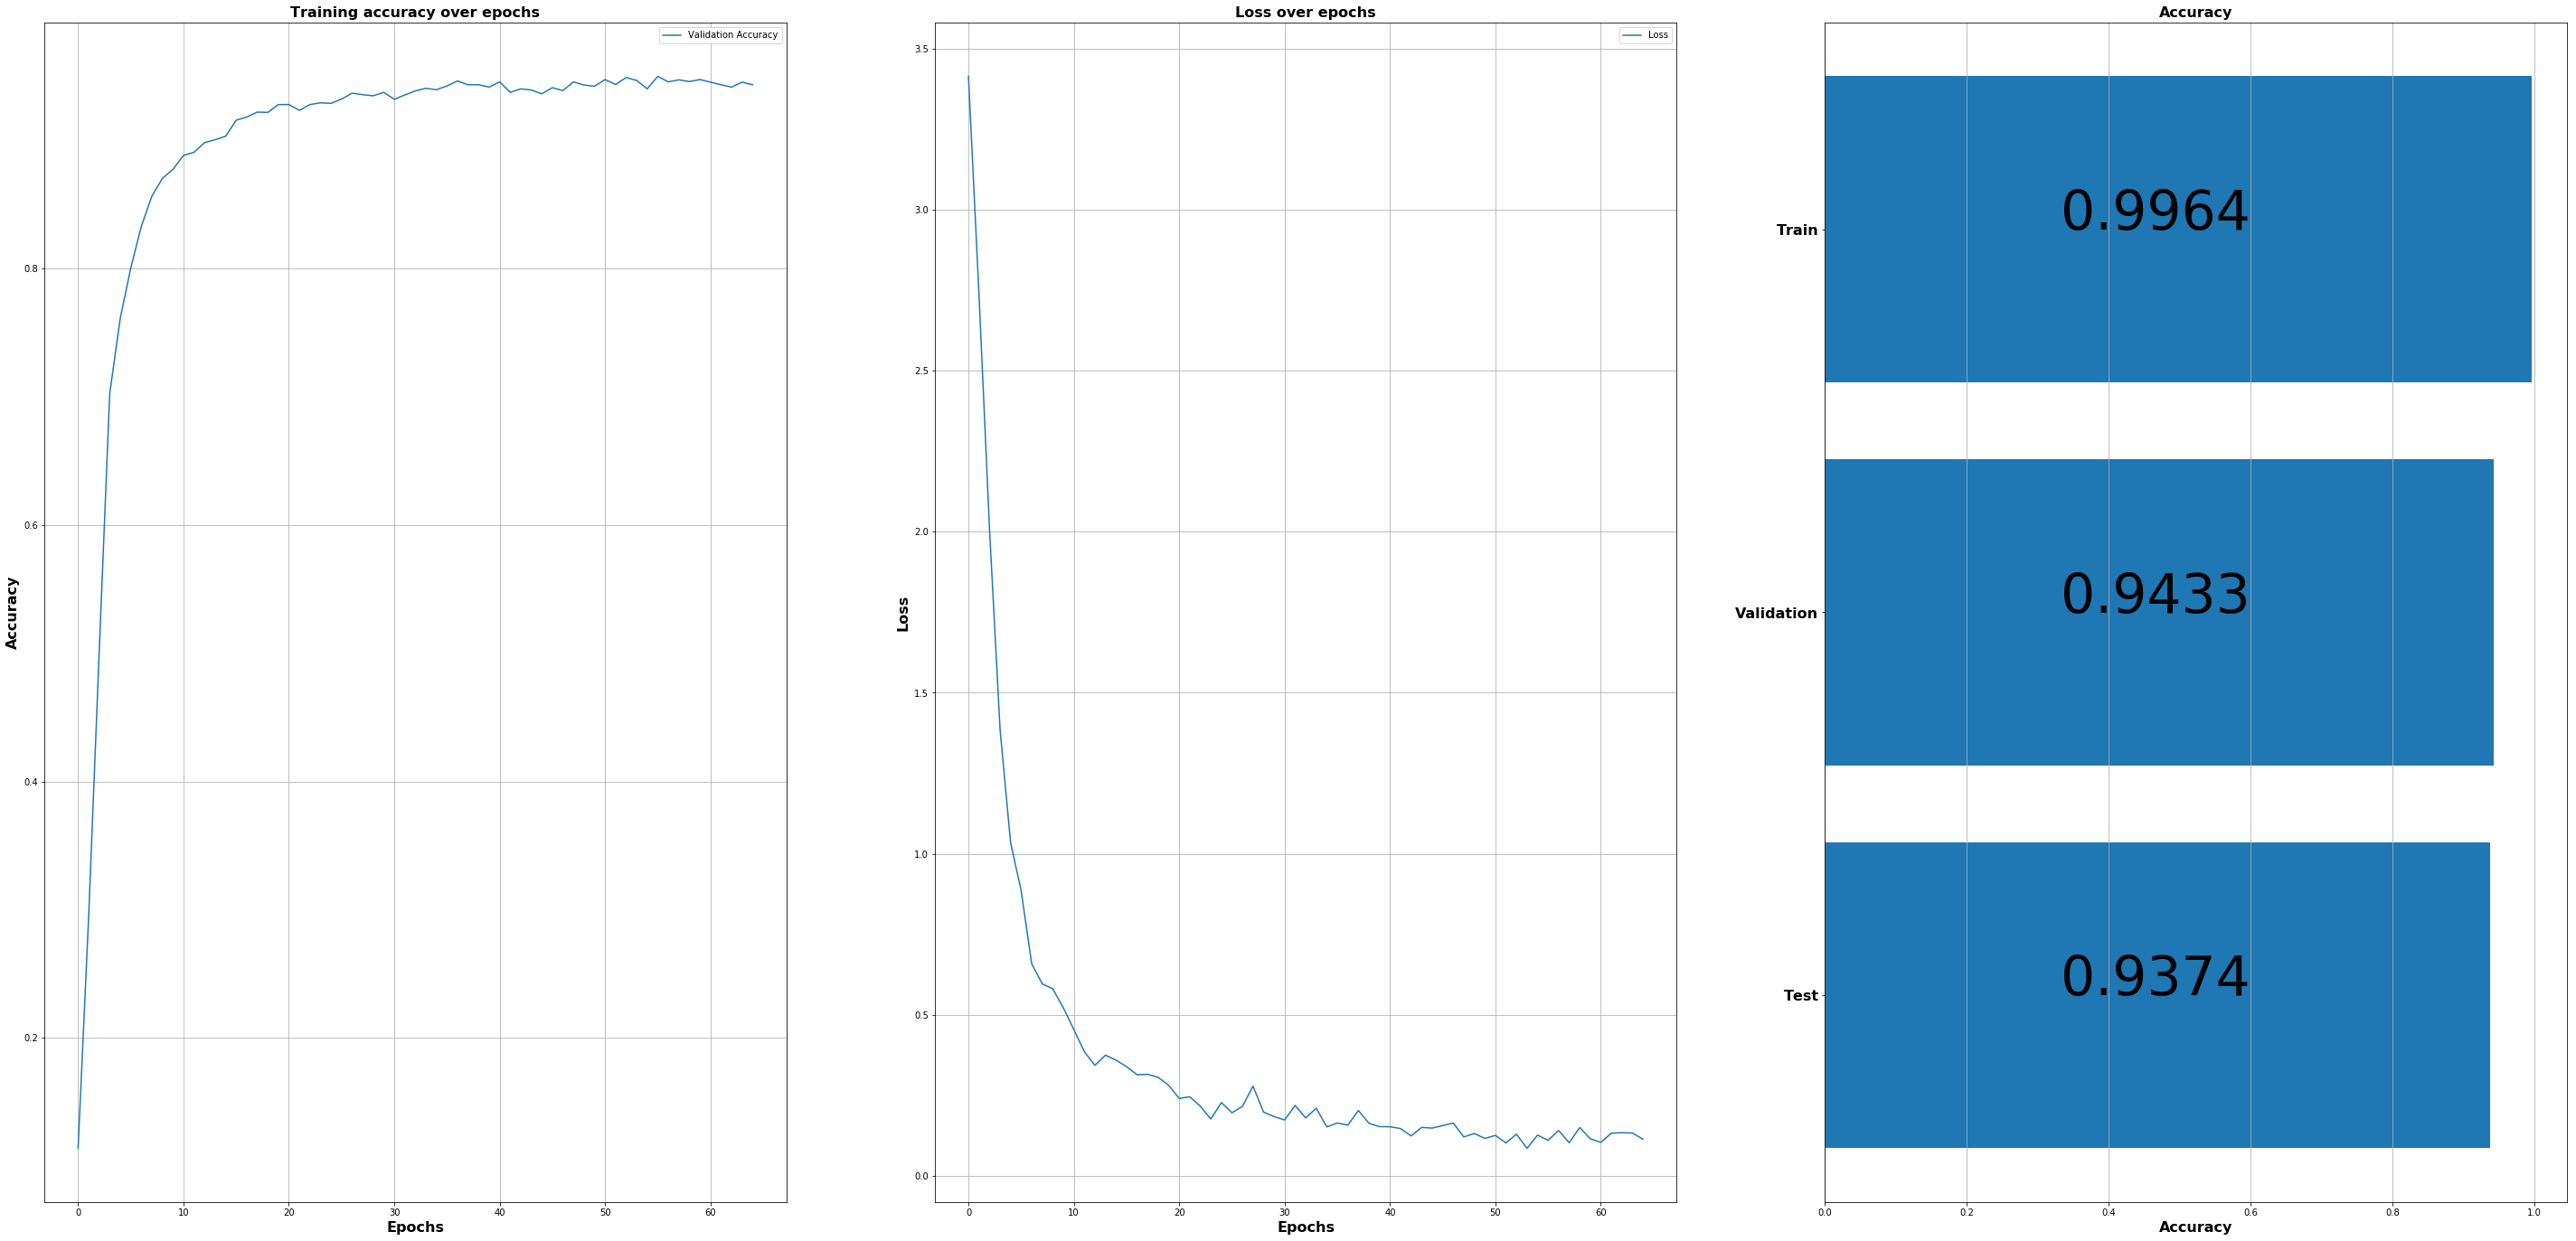 Training accuracy over epochs
Validation Accuracy
Accuracy
0.8
0.6
0.4
0.2
0 10 20 30 40 50 60
Epochs
Loss over epochs
Loss
Loss
3.5
3.0
2.5
2.0
1.5
1.0
0.5
0.0
0 10 20 30 40 50 60
Epochs
Accuracy
Train
0.9964
Validation
0.9433
Test
0.9374
0.0 0.2 0.4 0.6 0.8 1.0
Accuracy